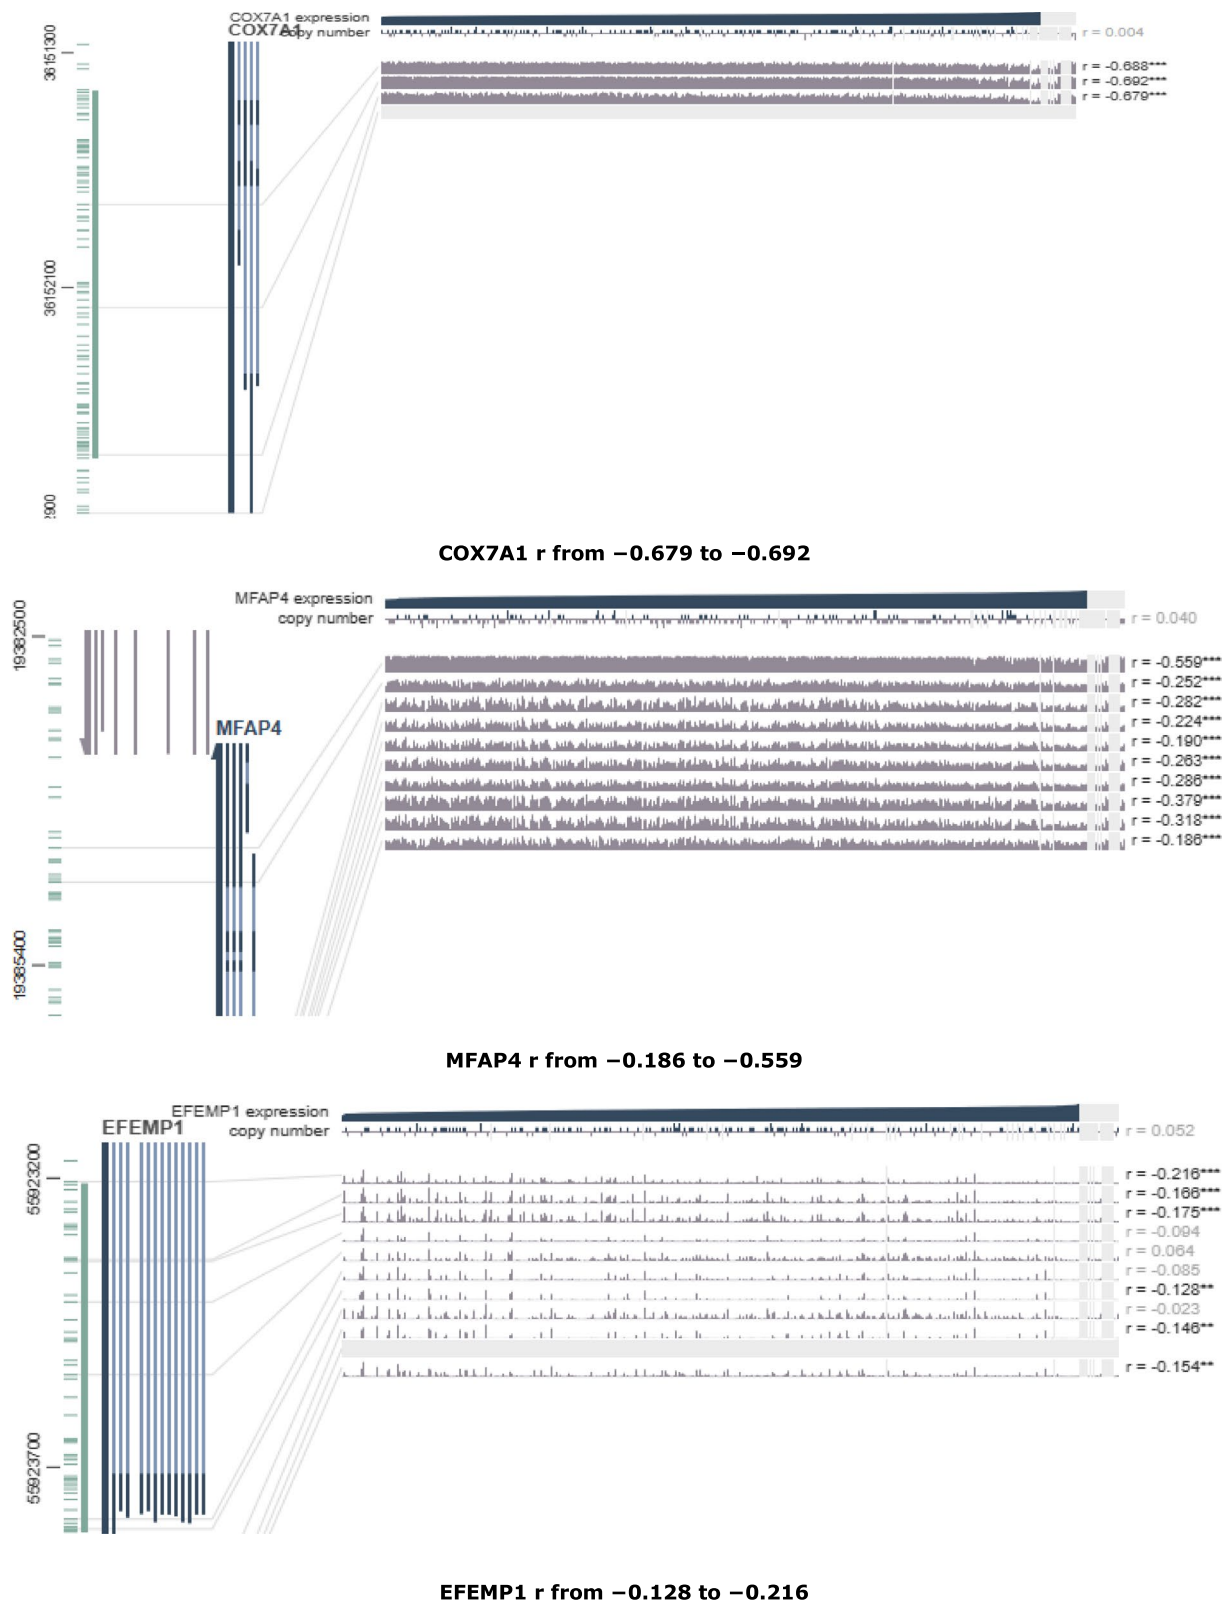 COX7A1 expression
COX7A1
copy number
r = 0.004
36151300
r = -0.688***
r = -0.692***
r = -0.679***
36152100
2900
COX7A1 r from −0.679 to −0.692
MFAP4 expression
copy number
r = 0.040
19382500
r = -0.559***
r = -0.252***
r = -0.282***
MFAP4
r = -0.224***
r = -0.190***
r = -0.263***
r = -0.286***
r = -0.379***
r = -0.318***
r = -0.186***
19385400
MFAP4 r from −0.186 to −0.559
EFEMP1 expression
EFEMP1
copy number
r = 0.052
55923200
r = -0.216***
r = -0.166***
r = -0.175***
r = -0.094
r = 0.064
r = -0.085
r = -0.128**
r = -0.023
r = -0.146**
r = -0.154**
55923700
EFEMP1 r from −0.128 to −0.216